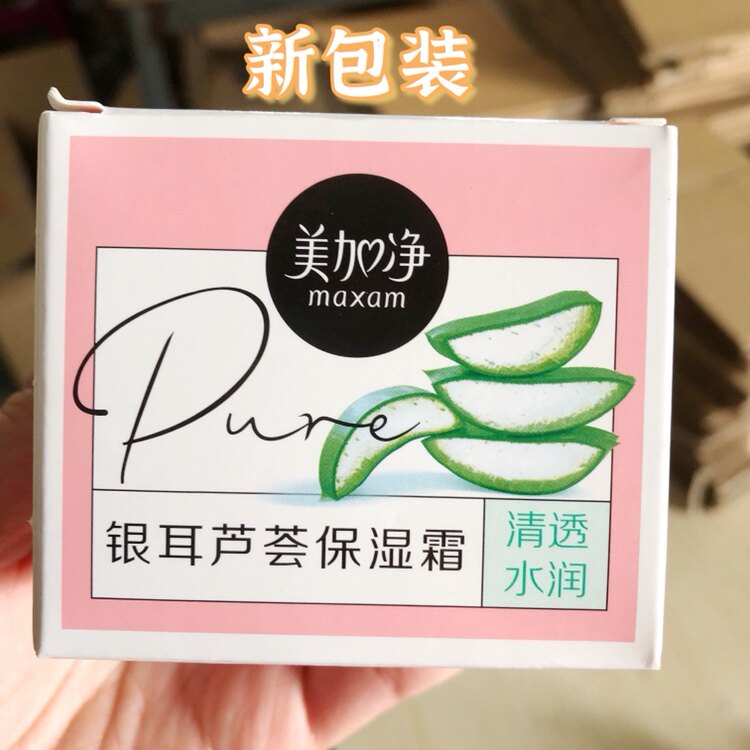 新包装
美加净
maxam
Pure
银耳芦荟保湿霜
清透
水润